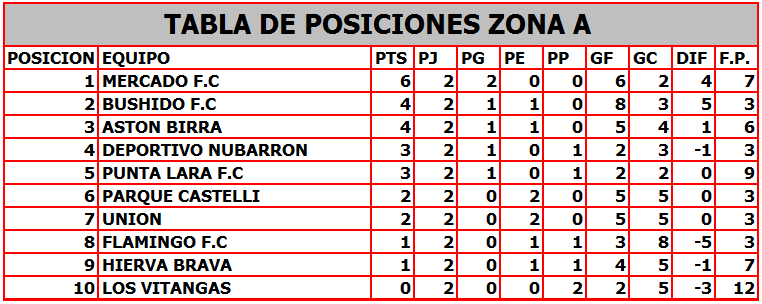 TABLA DE POSICIONES ZONA A
POSICION EQUIPO PTS PJ PG PE PP GF GC DIF F.P.
1 MERCADO F.C 6 2 2 0 0 6 2 4 7
2 BUSHIDO F.C 4 2 1 1 0 8 3 5 3
3 ASTON BIRRA 4 2 1 1 0 5 4 1 6
4 DEPORTIVO NUBARRON 3 2 1 0 1 2 3 -1 3
5 PUNTA LARA F.C 3 2 1 0 1 2 2 0 9
6 PARQUE CASTELLI 2 2 0 2 0 5 5 0 3
7 UNION 2 2 0 2 0 5 5 0 3
8 FLAMINGO F.C 1 2 0 1 1 3 8 -5 3
9 HIERVA BRAVA 1 2 0 1 1 4 5 -1 7
10 LOS VITANGAS 0 2 0 0 2 2 5 -3 12